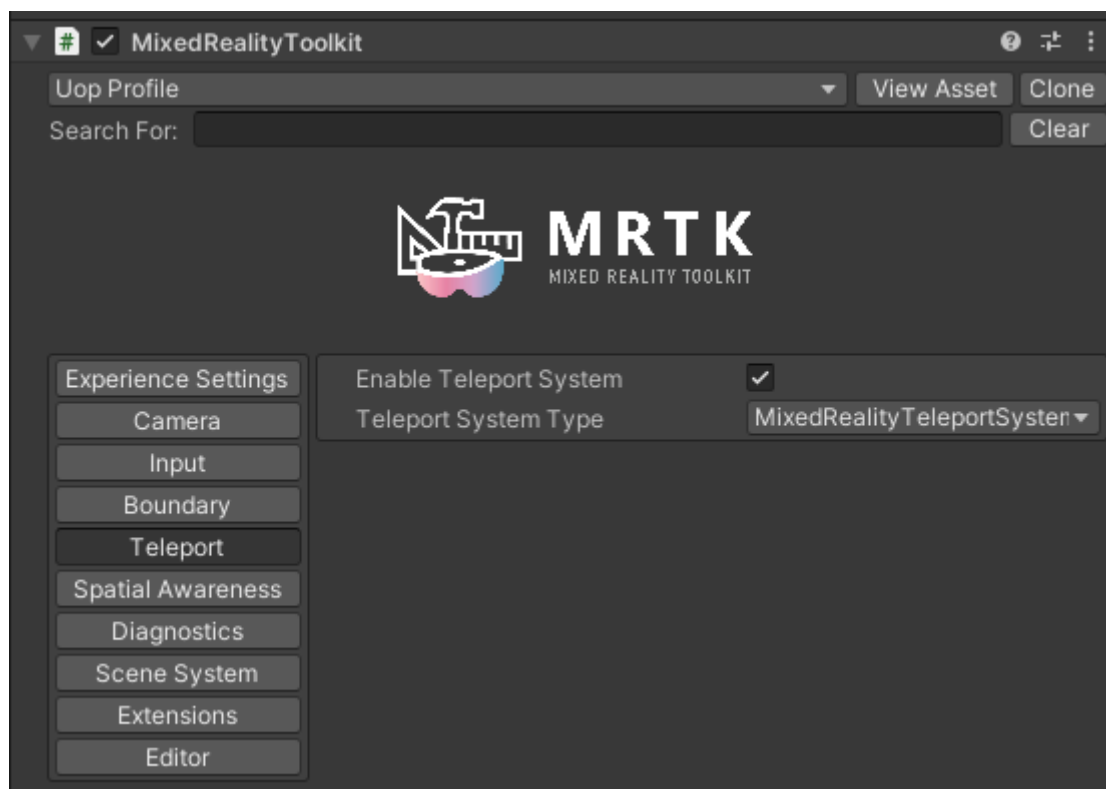 # MixedRealityToolkit
Uop Profile View Asset Clone
Search For: Clear
MRTK
MIXED REALITY TOOLKIT
Experience Settings
Camera
Input
Boundary
Teleport
Spatial Awareness
Diagnostics
Scene System
Extensions
Editor
Enable Teleport System
Teleport System Type MixedRealityTeleportSystem